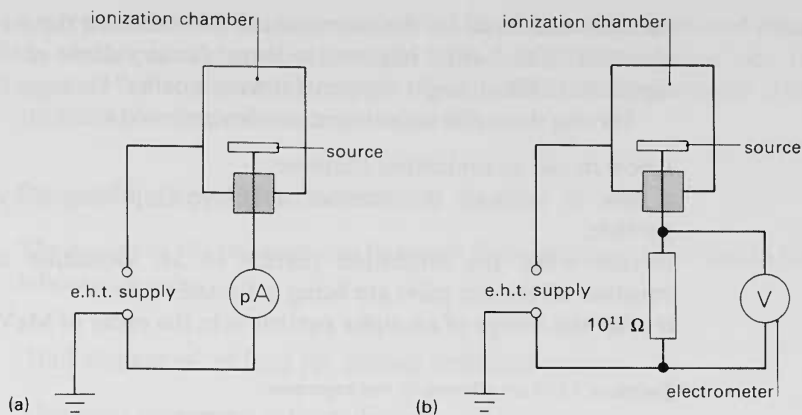 ionization chamber
source
e.h.t. supply
pA
(a)
ionization chamber
source
e.h.t. supply
10¹¹ Ω
V
electrometer
(b)